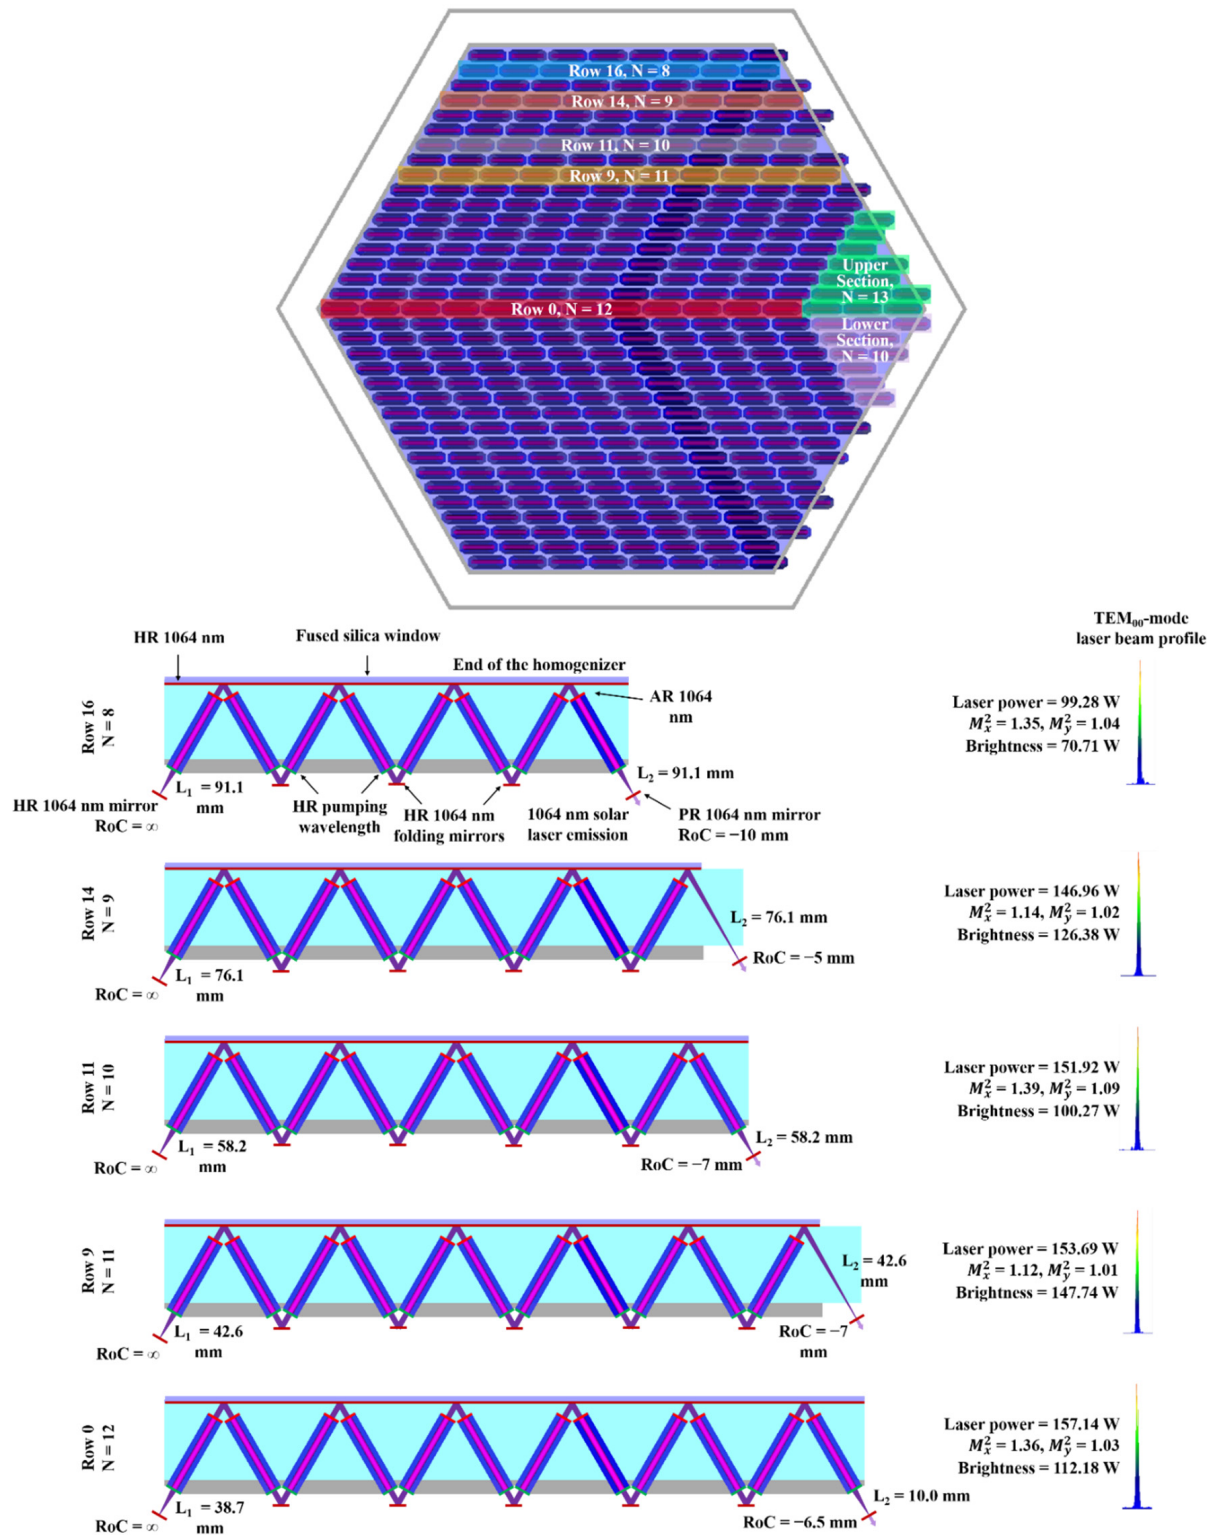 Row 16, N = 8
Row 14, N = 9
Row 11, N = 10
Row 9, N = 11
Upper
Section,
N = 13
Row 0, N = 12
Lower
Section,
N = 10
HR 1064 nm
Fused silica window
End of the homogenizer
TEM₀₀-mode
laser beam profile
Row 16
N = 8
AR 1064
nm
L₁ = 91.1
mm
L₂ = 91.1 mm
HR 1064 nm mirror
RoC = ∞
HR pumping
wavelength
HR 1064 nm
folding mirrors
1064 nm solar
laser emission
PR 1064 nm mirror
RoC = −10 mm
Laser power = 99.28 W
M²ₓ = 1.35, M²ᵧ = 1.04
Brightness = 70.71 W
Row 14
N = 9
L₁ = 76.1
mm
RoC = ∞
L₂ = 76.1 mm
RoC = −5 mm
Laser power = 146.96 W
M²ₓ = 1.14, M²ᵧ = 1.02
Brightness = 126.38 W
Row 11
N = 10
L₁ = 58.2
mm
RoC = ∞
L₂ = 58.2 mm
RoC = −7 mm
Laser power = 151.92 W
M²ₓ = 1.39, M²ᵧ = 1.09
Brightness = 100.27 W
Row 9
N = 11
L₁ = 42.6
mm
RoC = ∞
L₂ = 42.6
mm
RoC = −7
mm
Laser power = 153.69 W
M²ₓ = 1.12, M²ᵧ = 1.01
Brightness = 147.74 W
Row 0
N = 12
L₁ = 38.7
mm
RoC = ∞
L₂ = 10.0 mm
RoC = −6.5 mm
Laser power = 157.14 W
M²ₓ = 1.36, M²ᵧ = 1.03
Brightness = 112.18 W